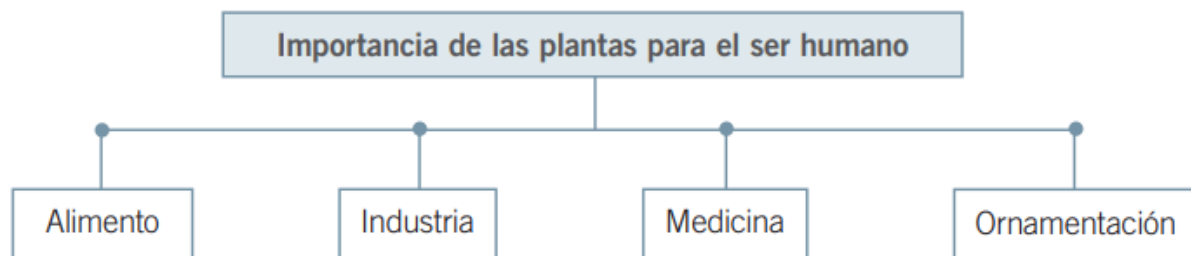 Importancia de las plantas para el ser humano
Alimento
Industria
Medicina
Ornamentación